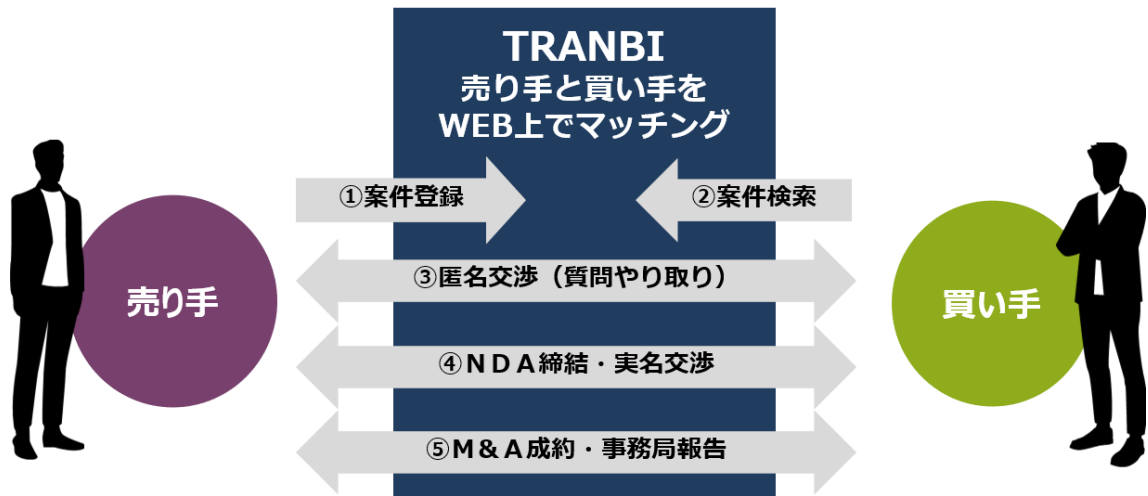 TRANBI
売り手と買い手を
WEB上でマッチング
①案件登録
②案件検索
③匿名交渉（質問やり取り）
売り手
買い手
④ＮＤＡ締結・実名交渉
⑤Ｍ＆Ａ成約・事務局報告